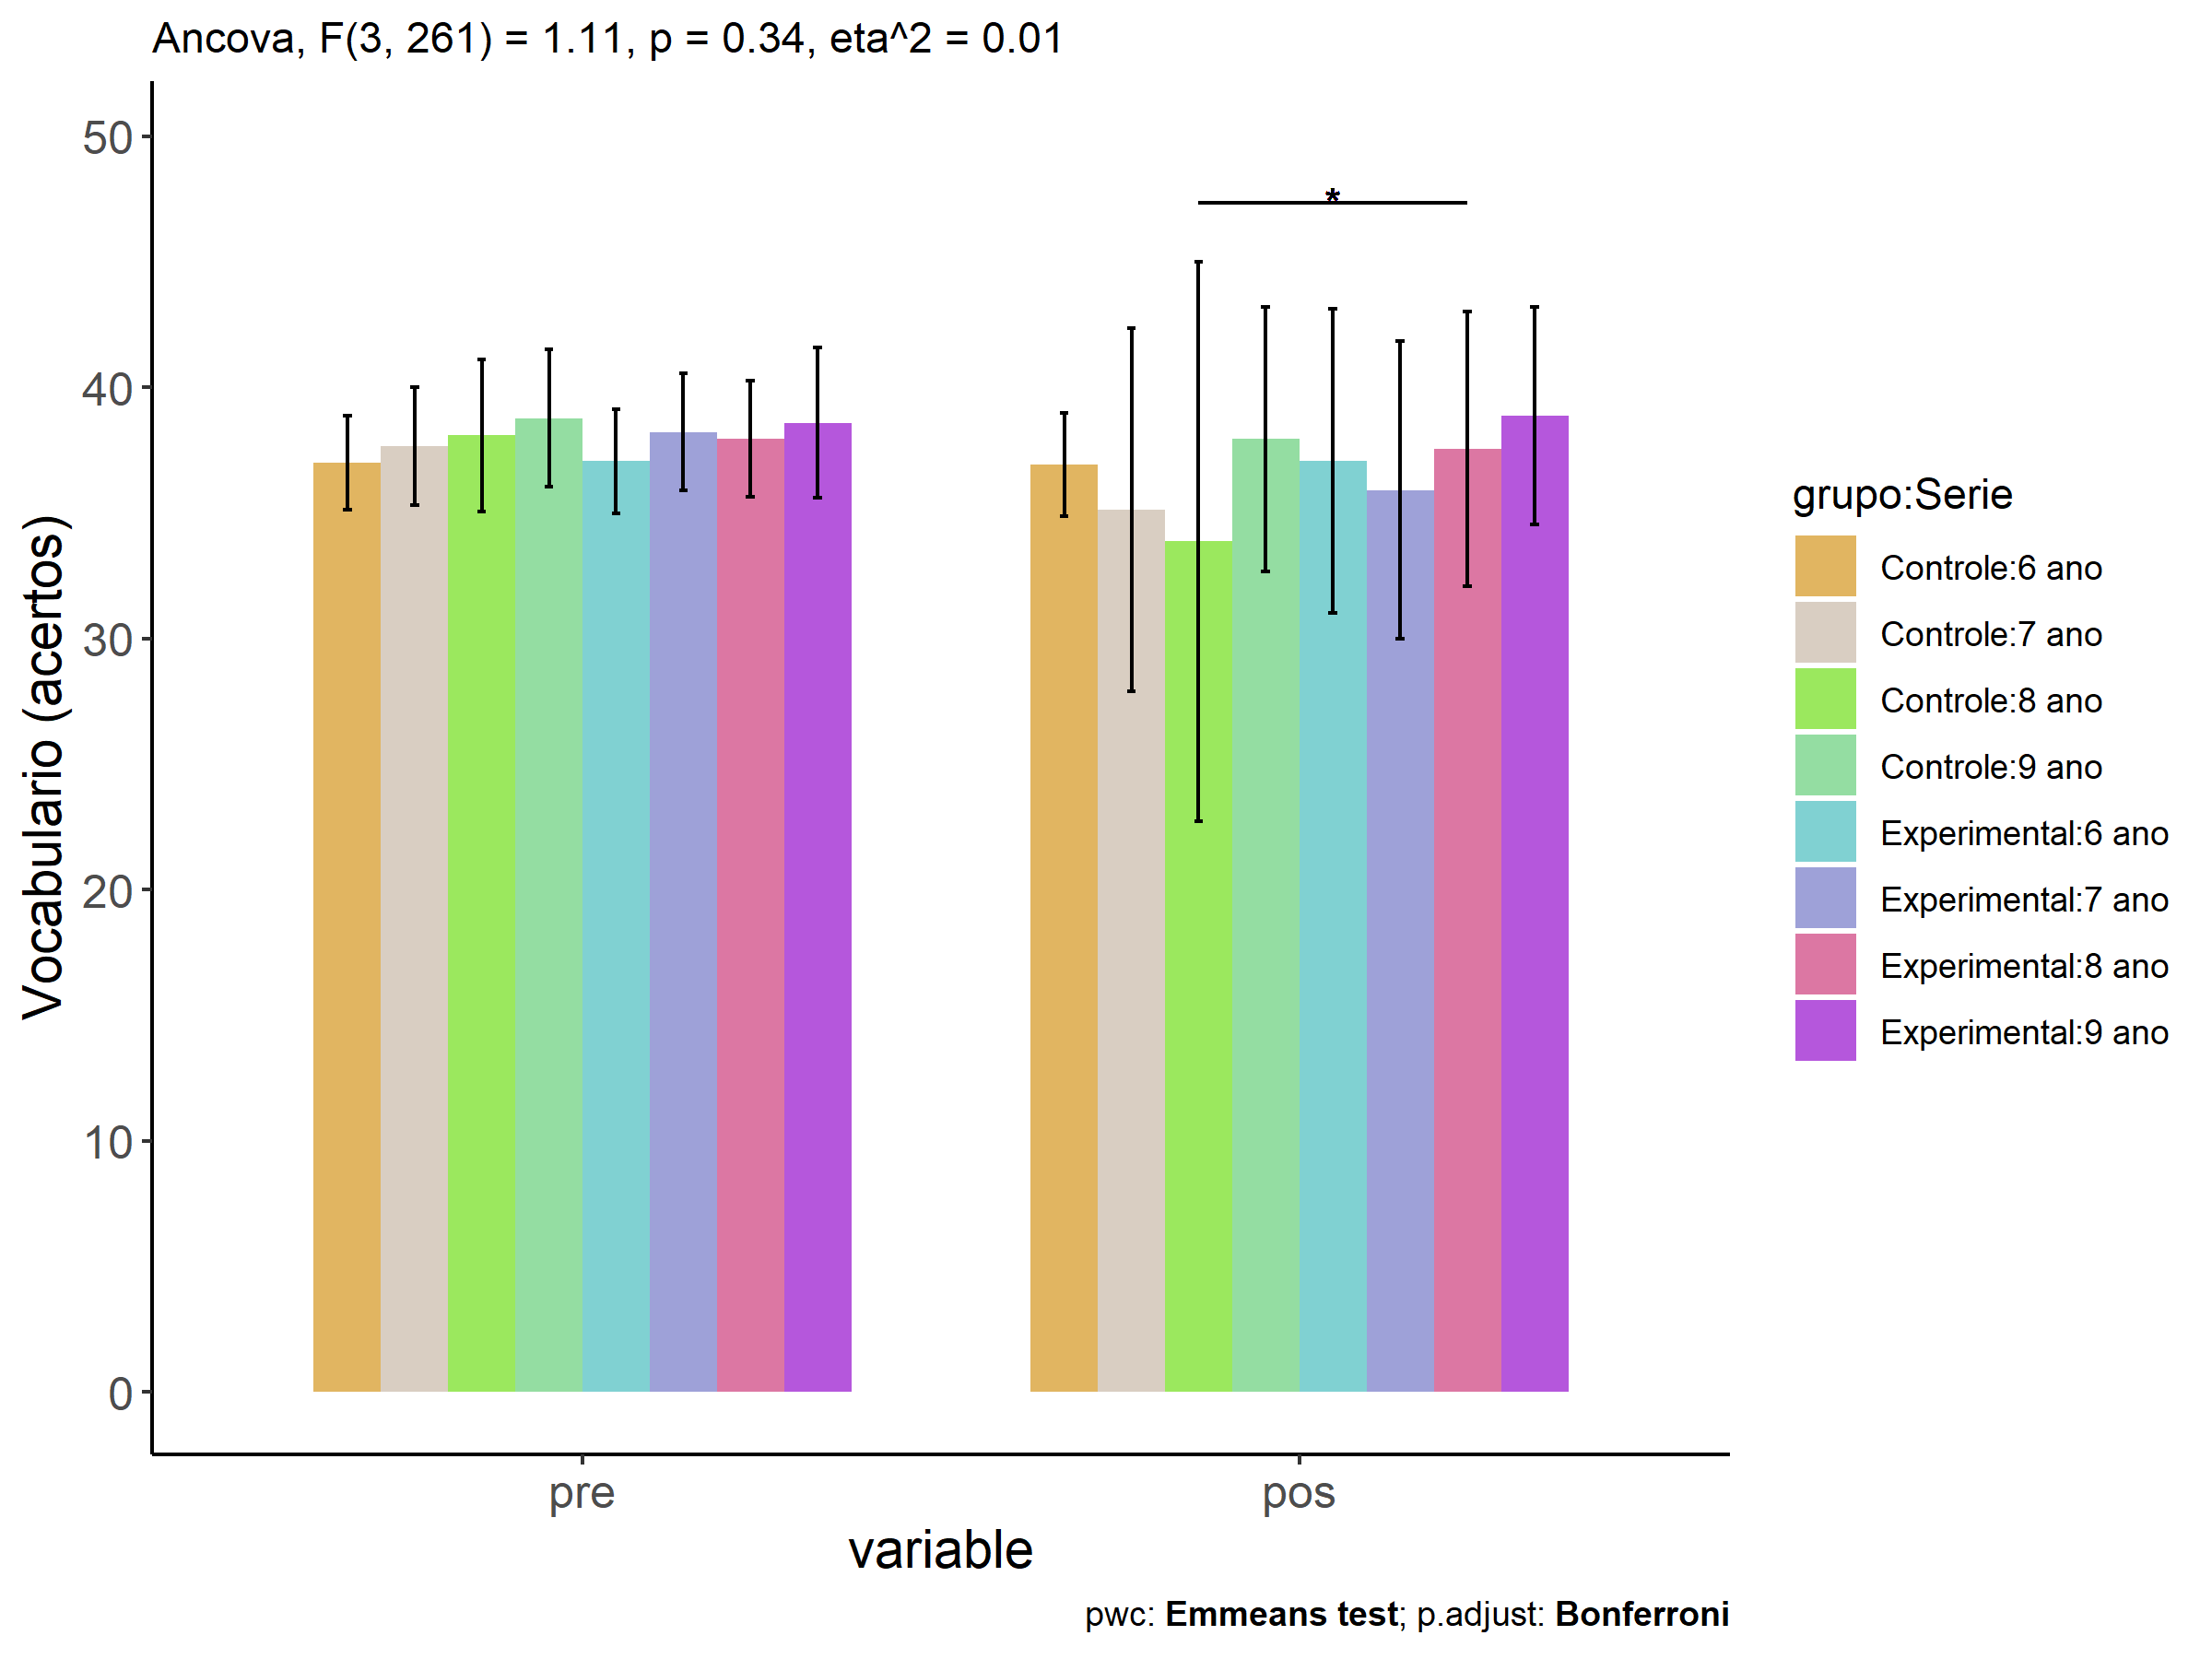 Ancova, F(3, 261) = 1.11, p = 0.34, eta^2 = 0.01
50
40
30
20
10
0
Vocabulario (acertos)
*
pre
pos
variable
grupo:Serie
Controle:6 ano
Controle:7 ano
Controle:8 ano
Controle:9 ano
Experimental:6 ano
Experimental:7 ano
Experimental:8 ano
Experimental:9 ano
pwc: Emmeans test; p.adjust: Bonferroni